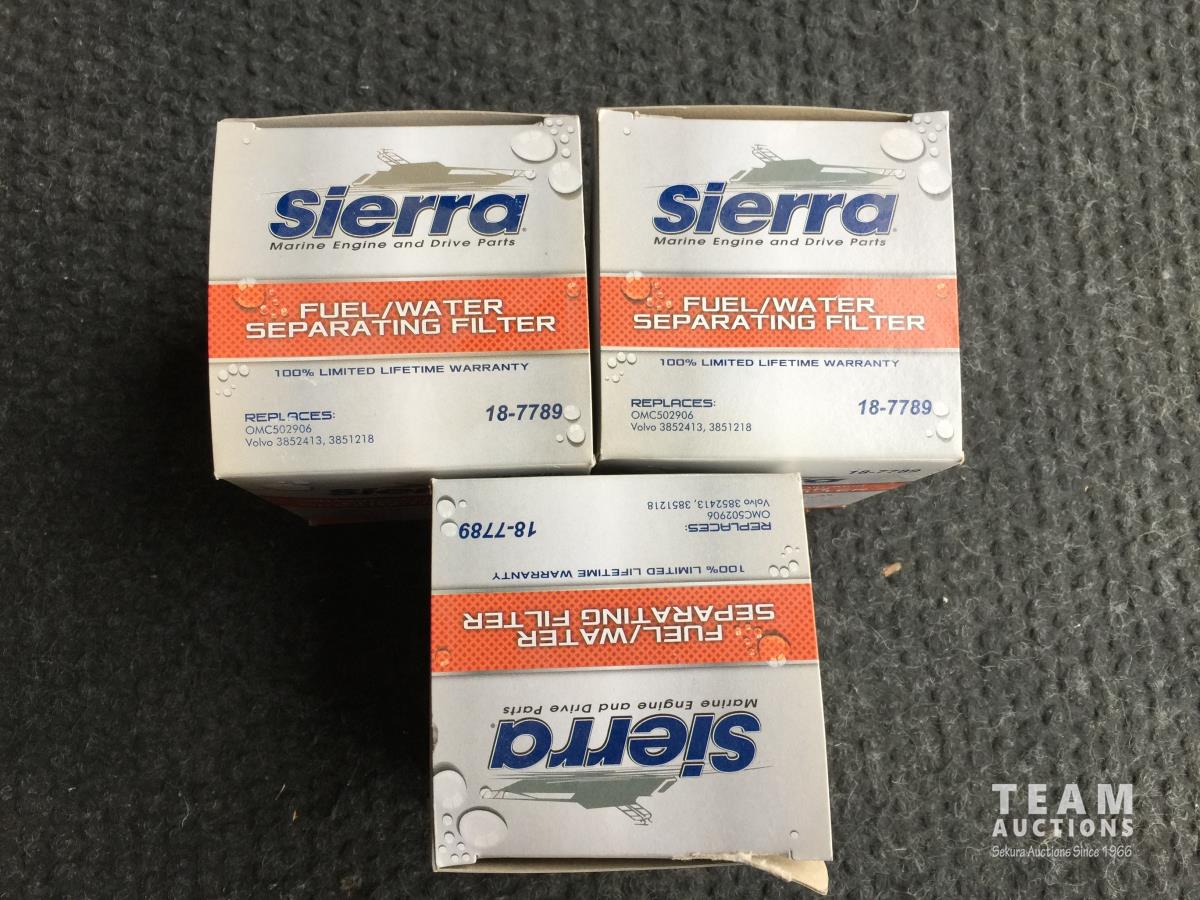 Sierra®
Marine Engine and Drive Parts
FUEL/WATER
SEPARATING FILTER
100% LIMITED LIFETIME WARRANTY
REPLACES:
OMC502906
Volvo 3852413, 3851218
18-7789
Sierra®
Marine Engine and Drive Parts
FUEL/WATER
SEPARATING FILTER
100% LIMITED LIFETIME WARRANTY
REPLACES:
OMC502906
Volvo 3852413, 3851218
18-7789
18-7789
Sierra®
Marine Engine and Drive Parts
FUEL/WATER
SEPARATING FILTER
100% LIMITED LIFETIME WARRANTY
REPLACES:
OMC502906
Volvo 3852413, 3851218
18-7789
TEAM
AUCTIONS
Sekura Auctions Since 1966